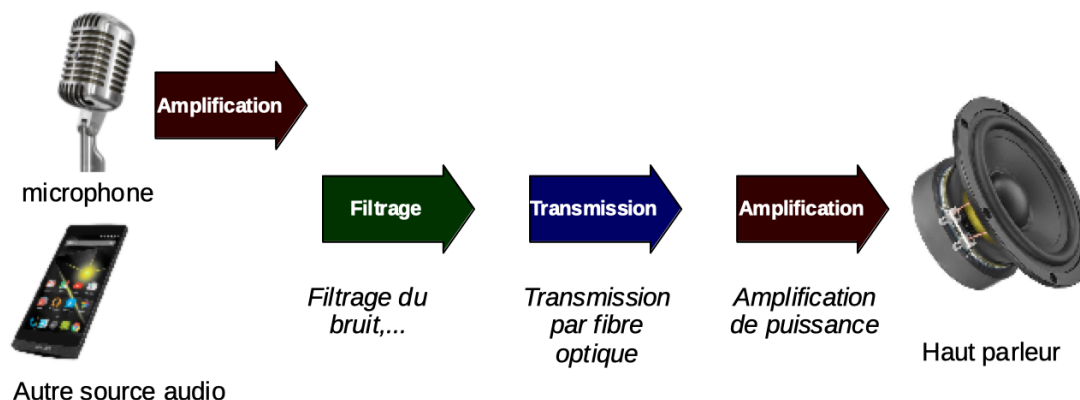 Amplification
microphone
Filtrage
Transmission
Amplification
Filtrage du
bruit,...
Transmission
par fibre
optique
Amplification
de puissance
Haut parleur
Autre source audio